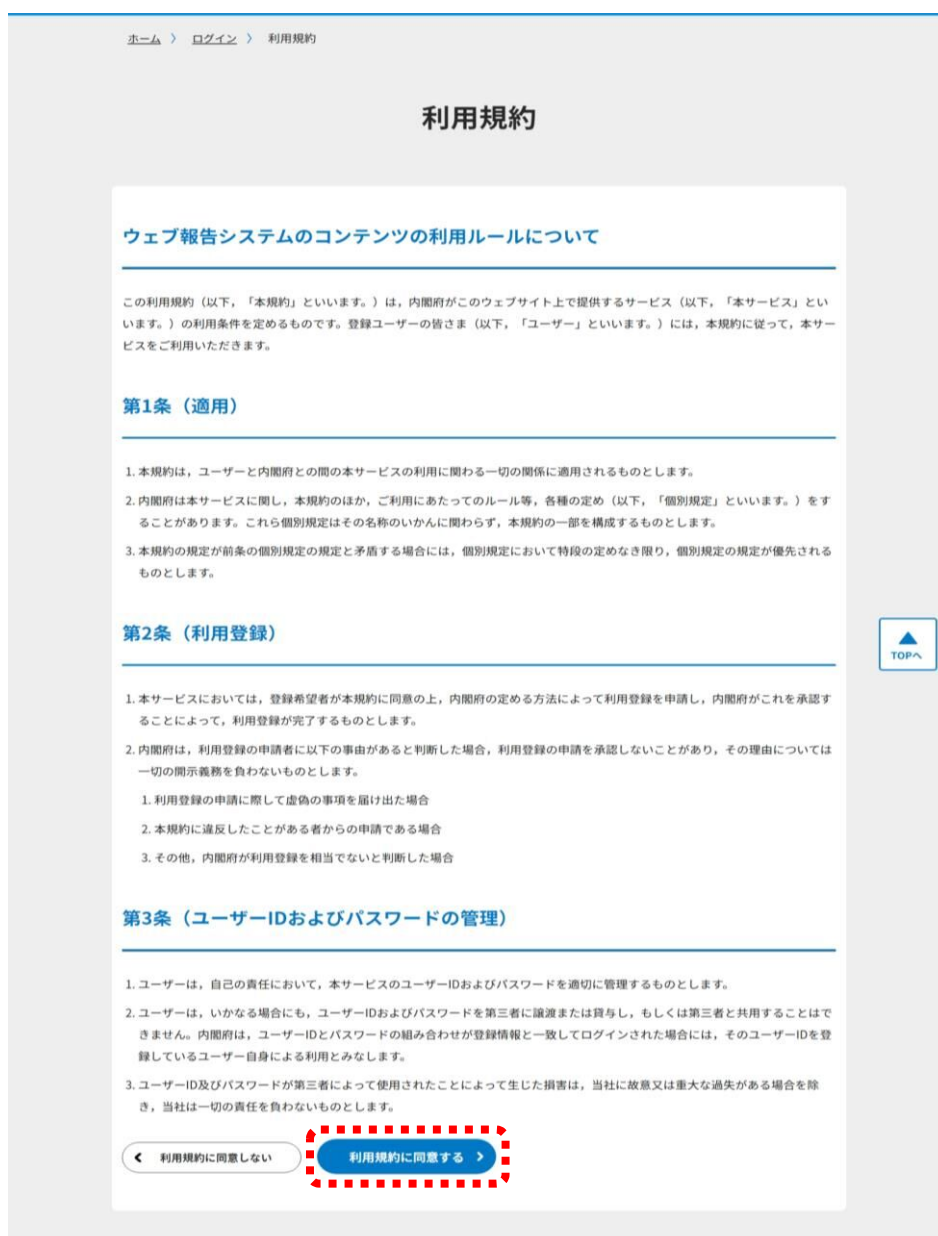 ホーム 〉 ログイン 〉 利用規約
利用規約
ウェブ報告システムのコンテンツの利用ルールについて
この利用規約（以下，「本規約」といいます。）は，内閣府がこのウェブサイト上で提供するサービス（以下，「本サービス」とい
います。）の利用条件を定めるものです。登録ユーザーの皆さま（以下，「ユーザー」といいます。）には，本規約に従って，本サー
ビスをご利用いただきます。
第1条（適用）
1. 本規約は，ユーザーと内閣府との間の本サービスの利用に関わる一切の関係に適用されるものとします。
2. 内閣府は本サービスに関し，本規約のほか，ご利用にあたってのルール等，各種の定め（以下，「個別規定」といいます。）をす
ることがあります。これら個別規定はその名称のいかんに関わらず，本規約の一部を構成するものとします。
3. 本規約の規定が前条の個別規定の規定と矛盾する場合には，個別規定において特段の定めなき限り，個別規定の規定が優先される
ものとします。
第2条（利用登録）
TOPへ
1. 本サービスにおいては，登録希望者が本規約に同意の上，内閣府の定める方法によって利用登録を申請し，内閣府がこれを承認す
ることによって，利用登録が完了するものとします。
2. 内閣府は，利用登録の申請者に以下の事由があると判断した場合，利用登録の申請を承認しないことがあり，その理由については
一切の開示義務を負わないものとします。
1. 利用登録の申請に際して虚偽の事項を届け出た場合
2. 本規約に違反したことがある者からの申請である場合
3. その他，内閣府が利用登録を相当でないと判断した場合
第3条（ユーザーIDおよびパスワードの管理）
1. ユーザーは，自己の責任において，本サービスのユーザーIDおよびパスワードを適切に管理するものとします。
2. ユーザーは，いかなる場合にも，ユーザーIDおよびパスワードを第三者に譲渡または貸与し，もしくは第三者と共用することはで
きません。内閣府は，ユーザーIDとパスワードの組み合わせが登録情報と一致してログインされた場合には，そのユーザーIDを登
録しているユーザー自身による利用とみなします。
3. ユーザーID及びパスワードが第三者によって使用されたことによって生じた損害は，当社に故意又は重大な過失がある場合を除
き，当社は一切の責任を負わないものとします。
利用規約に同意しない 利用規約に同意する